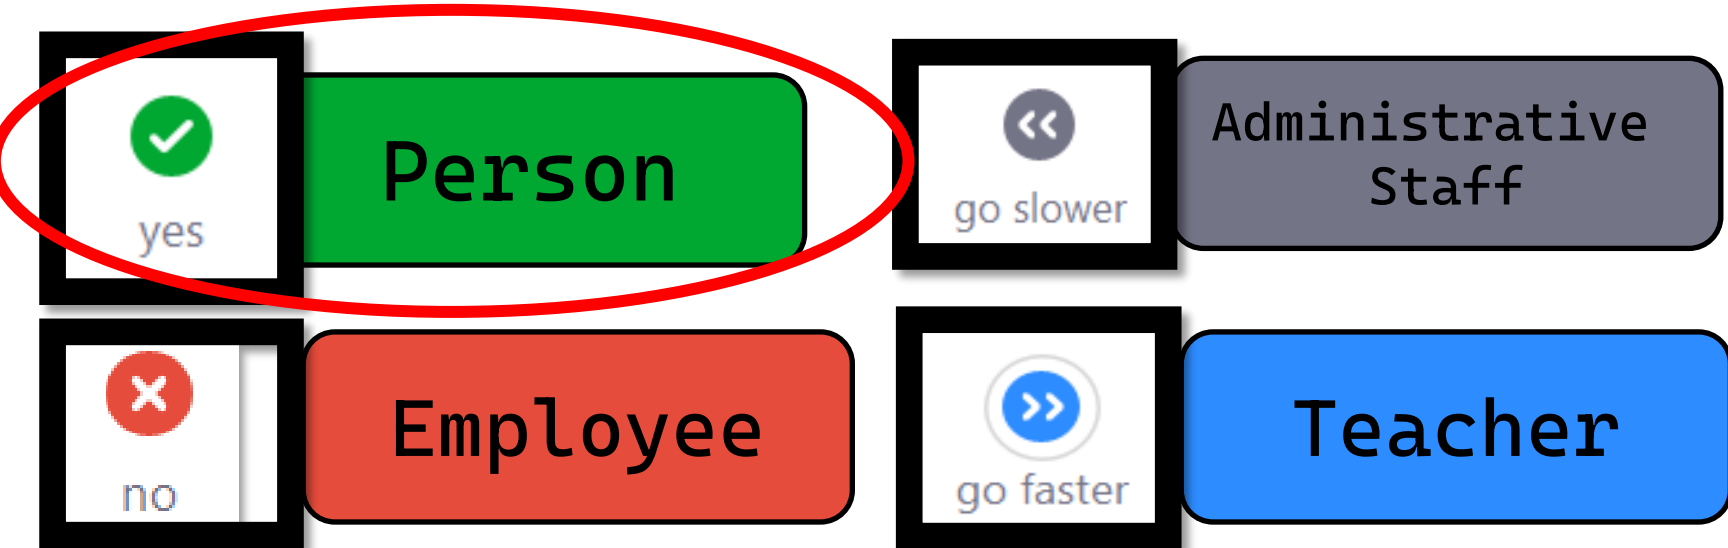 yes
Person
go slower
Administrative
Staff
no
Employee
go faster
Teacher